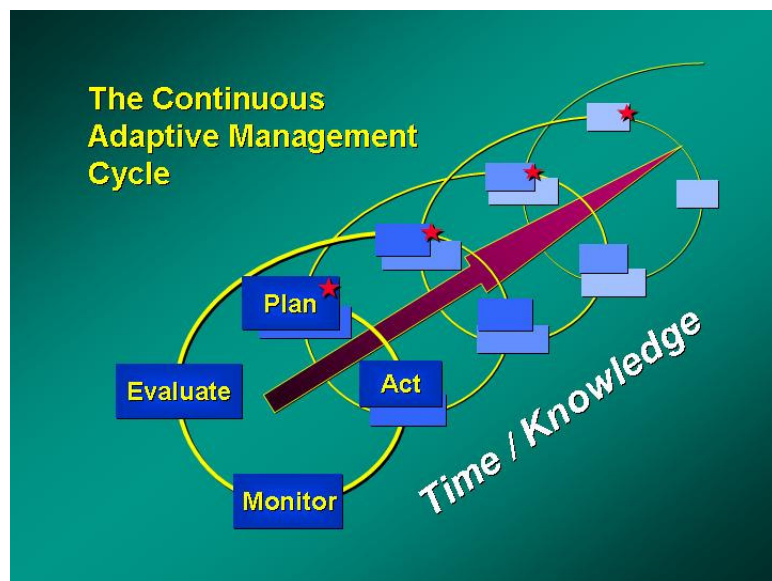 The Continuous
Adaptive Management
Cycle
Plan
Evaluate
Act
Monitor
Time / Knowledge